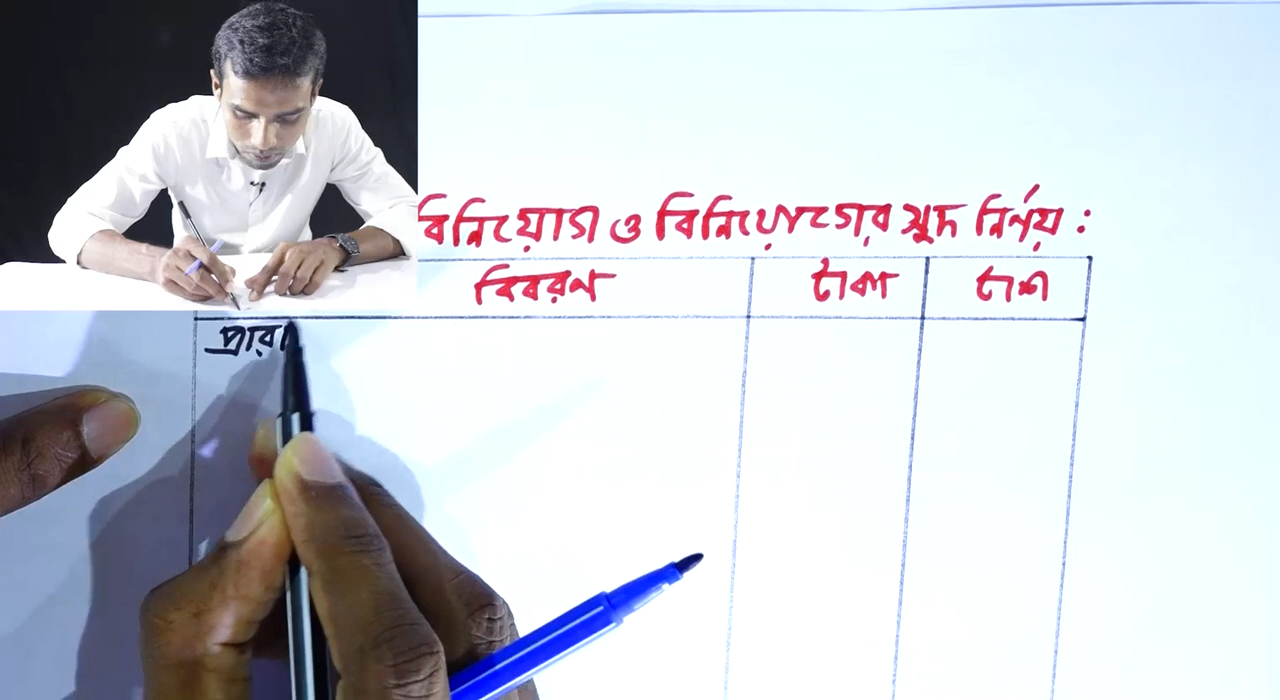 বিনিয়োগ ও বিনিয়োগের সুদ নির্ণয় :
বিবরণ টাকা টাকা
প্রারা